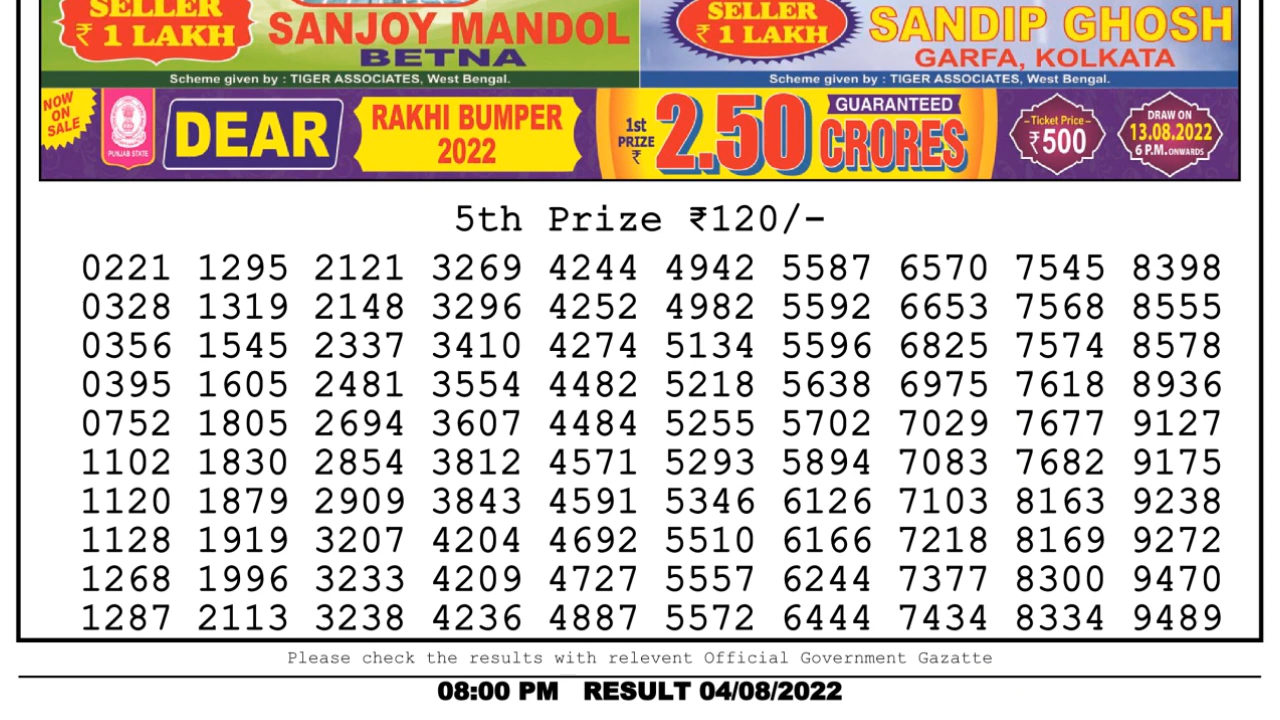 SELLER
₹ 1 LAKH
SANJOY MANDOL
BETNA
Scheme given by : TIGER ASSOCIATES, West Bengal.
SELLER
₹ 1 LAKH
SANDIP GHOSH
GARFA, KOLKATA
Scheme given by : TIGER ASSOCIATES, West Bengal.
NOW
ON
SALE
PUNJAB STATE
DEAR
RAKHI BUMPER
2022
1st
PRIZE
₹
2.50
GUARANTEED
CRORES
Ticket Price
₹500
DRAW ON
13.08.2022
6 P.M. ONWARDS
5th Prize ₹120/-
0221 1295 2121 3269 4244 4942 5587 6570 7545 8398
0328 1319 2148 3296 4252 4982 5592 6653 7568 8555
0356 1545 2337 3410 4274 5134 5596 6825 7574 8578
0395 1605 2481 3554 4482 5218 5638 6975 7618 8936
0752 1805 2694 3607 4484 5255 5702 7029 7677 9127
1102 1830 2854 3812 4571 5293 5894 7083 7682 9175
1120 1879 2909 3843 4591 5346 6126 7103 8163 9238
1128 1919 3207 4204 4692 5510 6166 7218 8169 9272
1268 1996 3233 4209 4727 5557 6244 7377 8300 9470
1287 2113 3238 4236 4887 5572 6444 7434 8334 9489
Please check the results with relevent Official Government Gazatte
08:00 PM RESULT 04/08/2022